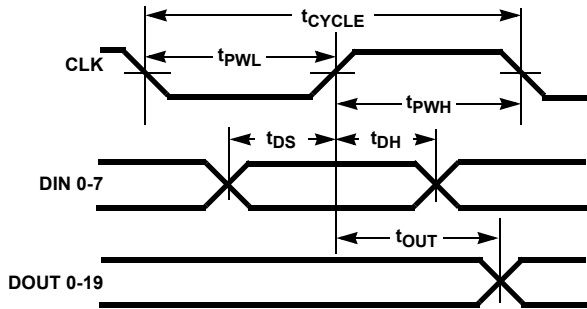 tCYCLE
CLK
tPWL
tPWH
tDS
tDH
DIN 0-7
tOUT
DOUT 0-19